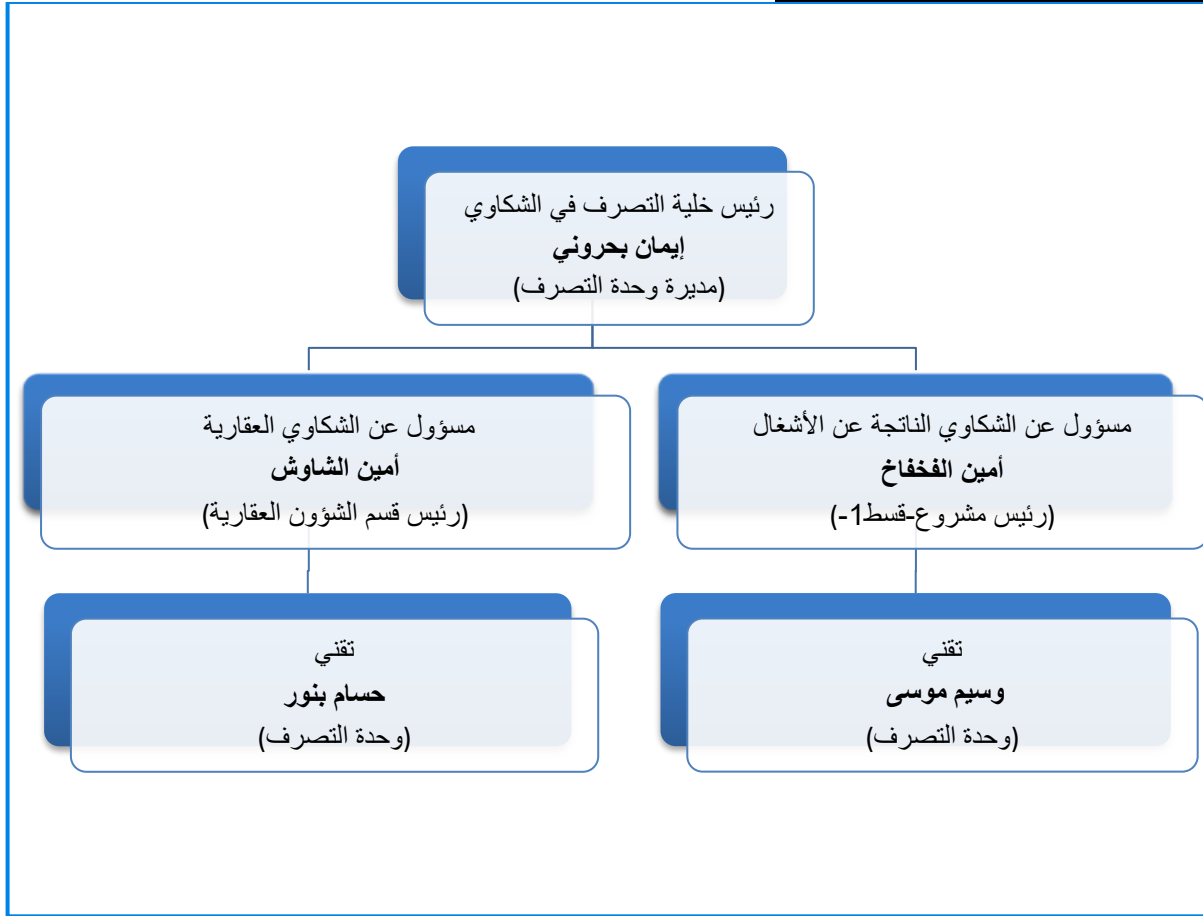 رئيس خلية التصرف في الشكاوي
إيمان بحروني
(مديرة وحدة التصرف)
مسؤول عن الشكاوي الناتجة عن الأشغال
أمين الفخفاخ
(رئيس مشروع-قسط1-)
مسؤول عن الشكاوي العقارية
أمين الشاوش
(رئيس قسم الشؤون العقارية)
تقني
وسيم موسى
(وحدة التصرف)
تقني
حسام بنور
(وحدة التصرف)